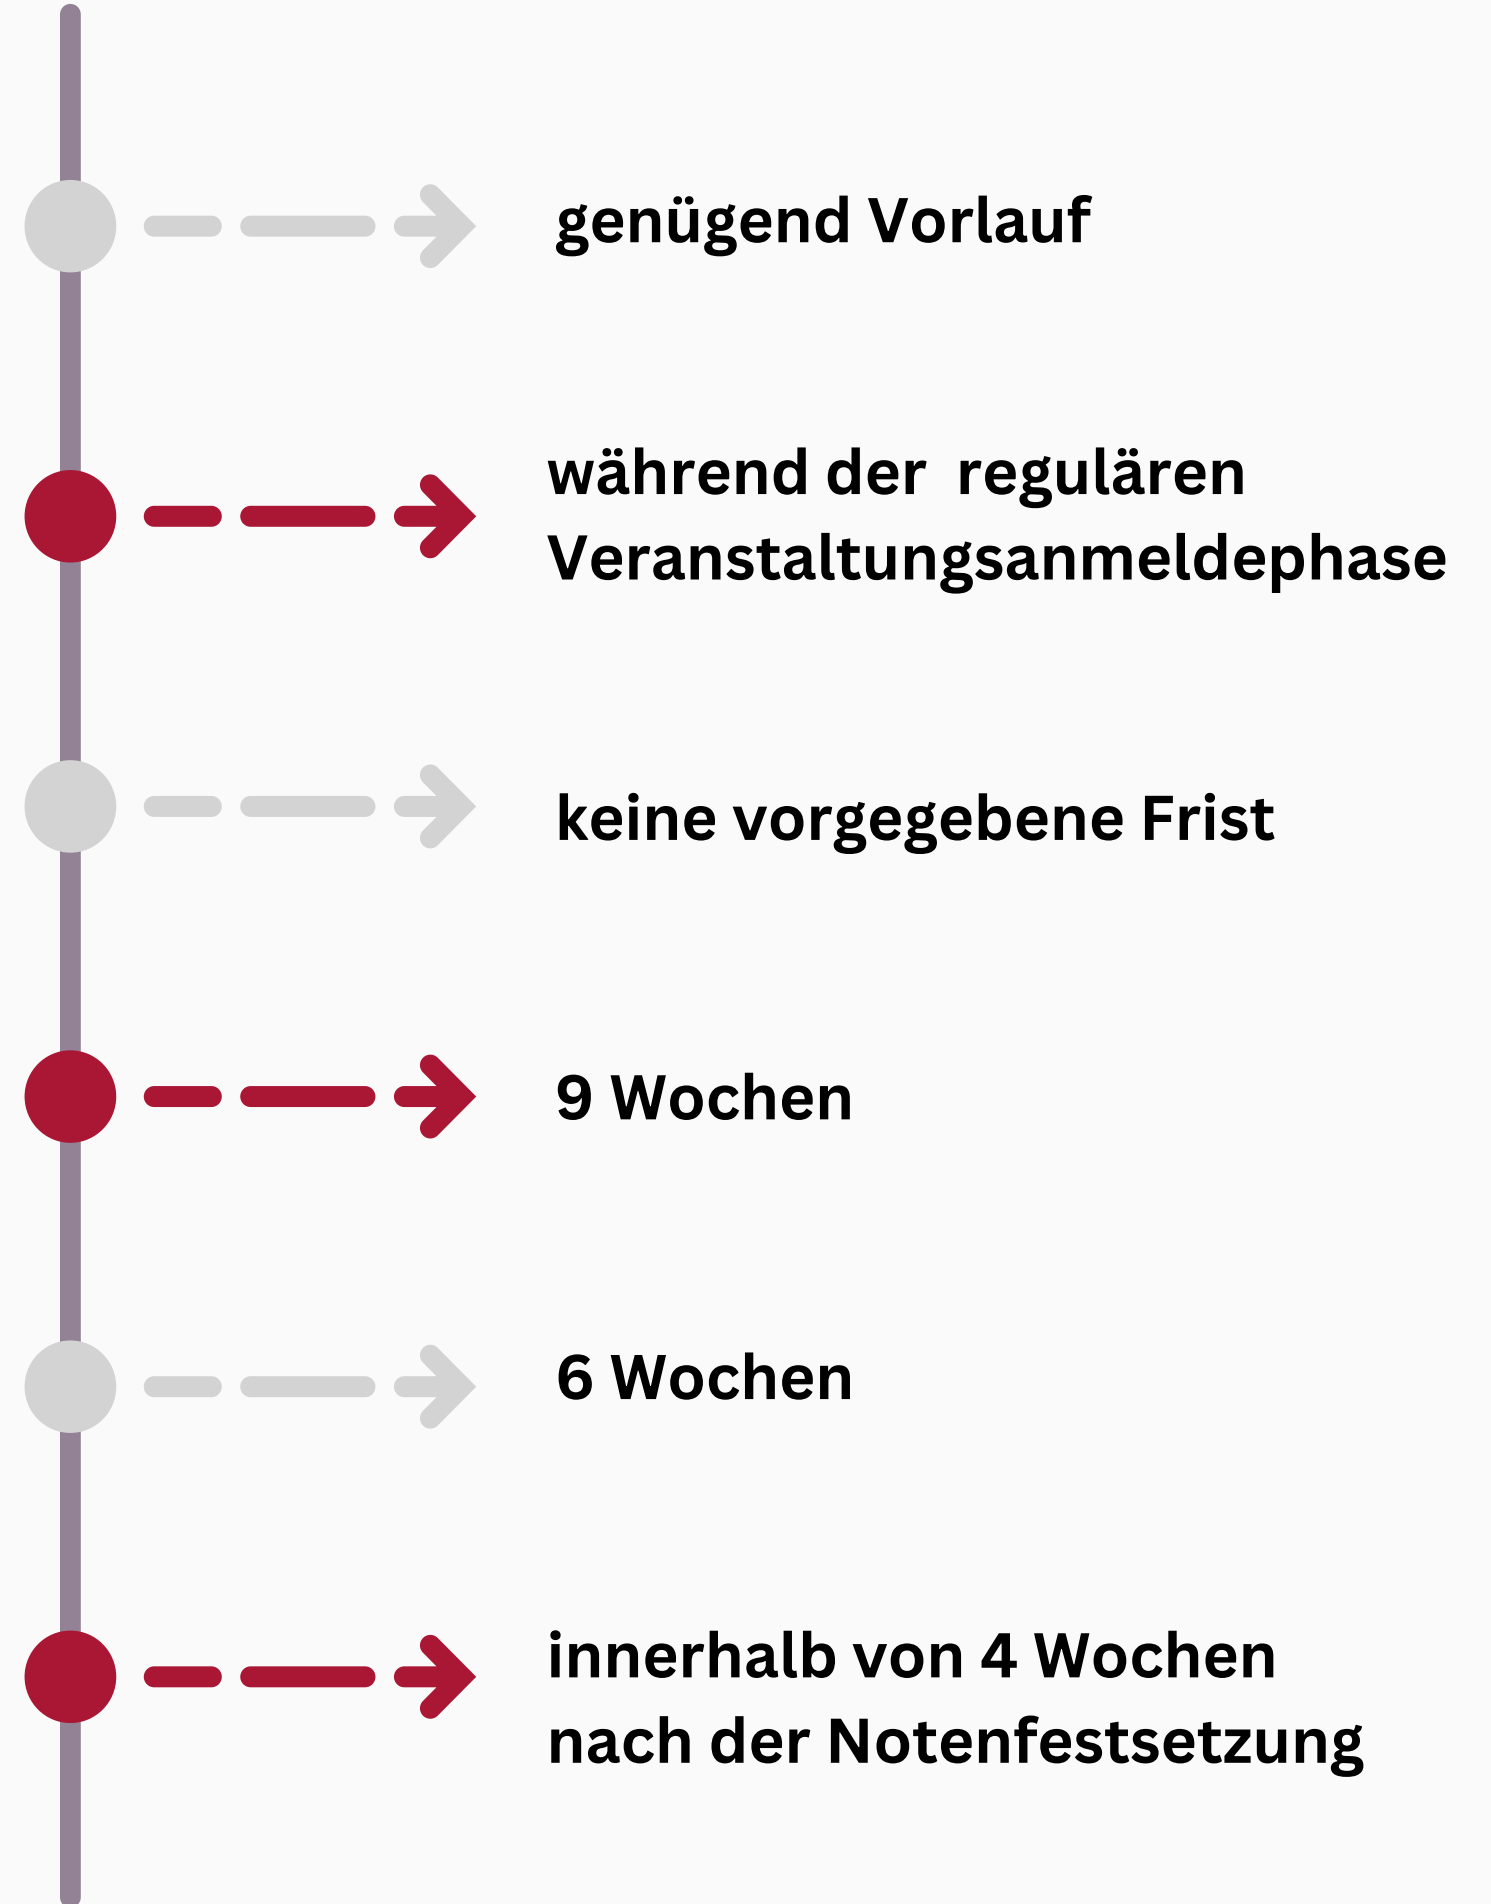 genügend Vorlauf
während der regulären
Veranstaltungsanmeldephase
keine vorgegebene Frist
9 Wochen
6 Wochen
innerhalb von 4 Wochen
nach der Notenfestsetzung